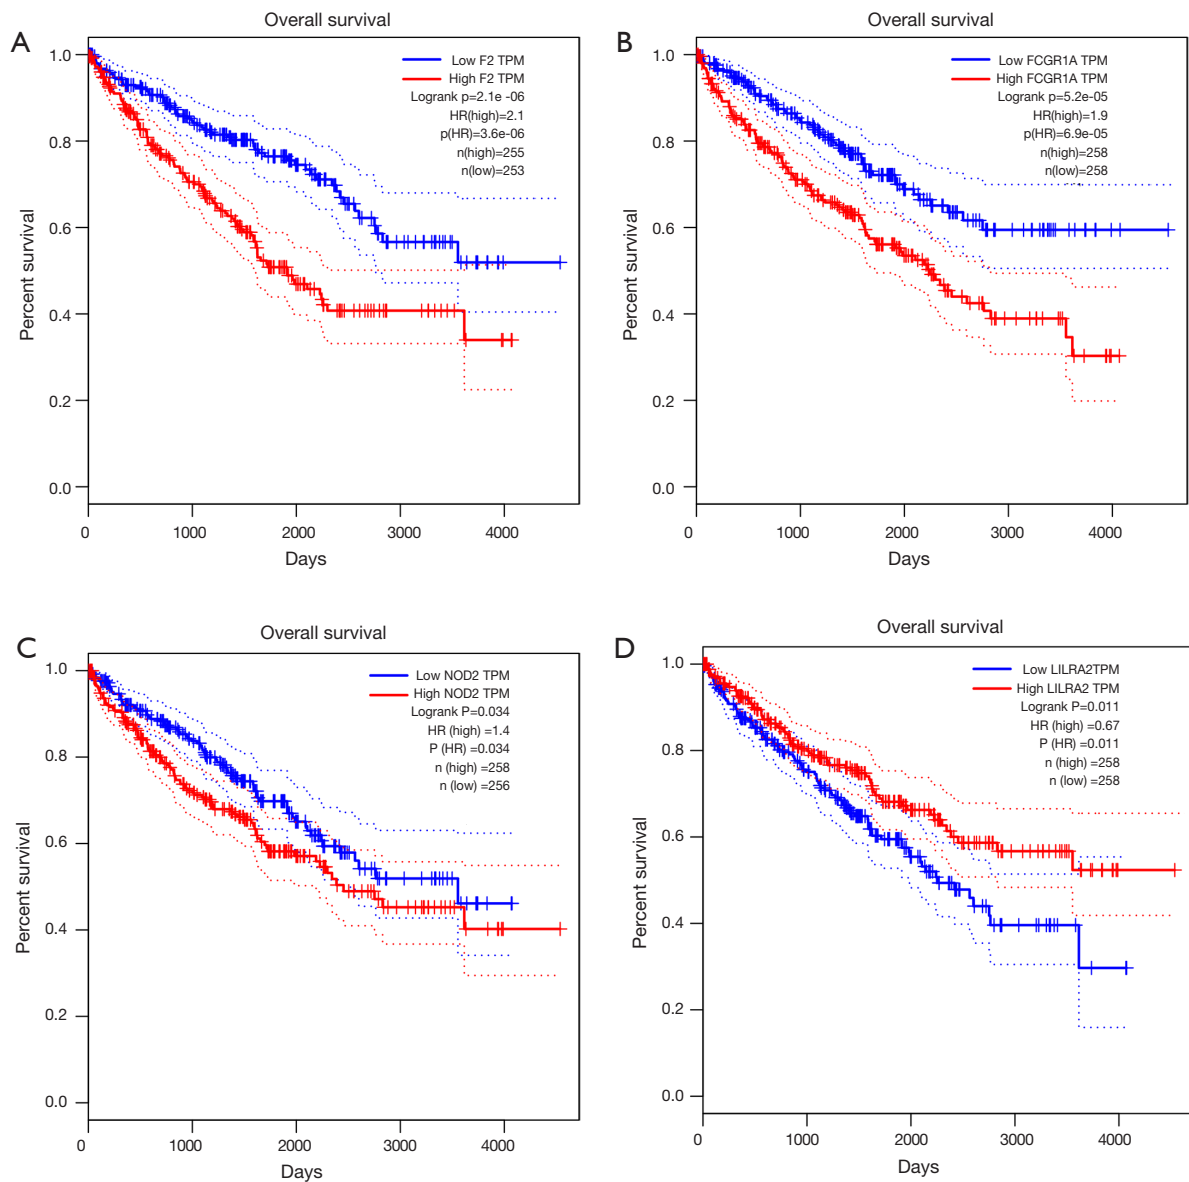 A
Overall survival
Low F2 TPM
High F2 TPM
Logrank p=2.1e -06
HR(high)=2.1
p(HR)=3.6e-06
n(high)=255
n(low)=253
Percent survival
1.0
0.8
0.6
0.4
0.2
0.0
0
1000
2000
3000
4000
Days
B
Overall survival
Low FCGR1A TPM
High FCGR1A TPM
Logrank p=5.2e-05
HR(high)=1.9
p(HR)=6.9e-05
n(high)=258
n(low)=258
Percent survival
1.0
0.8
0.6
0.4
0.2
0.0
0
1000
2000
3000
4000
Days
C
Overall survival
Low NOD2 TPM
High NOD2 TPM
Logrank P=0.034
HR (high) =1.4
P (HR) =0.034
n (high) =258
n (low) =256
Percent survival
1.0
0.8
0.6
0.4
0.2
0.0
0
1000
2000
3000
4000
Days
D
Overall survival
Low LILRA2TPM
High LILRA2 TPM
Logrank P=0.011
HR (high) =0.67
P (HR) =0.011
n (high) =258
n (low) =258
Percent survival
1.0
0.8
0.6
0.4
0.2
0.0
0
1000
2000
3000
4000
Days